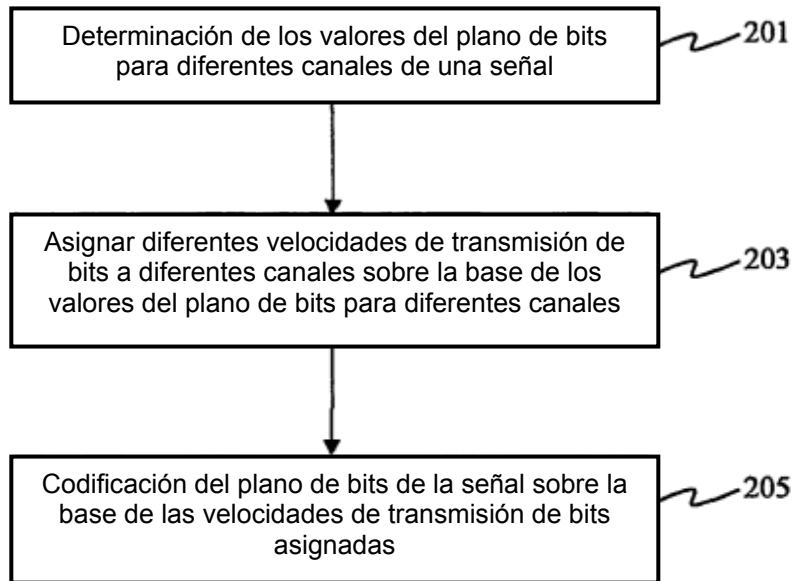 Determinación de los valores del plano de bits
para diferentes canales de una señal
201
Asignar diferentes velocidades de transmisión de
bits a diferentes canales sobre la base de los
valores del plano de bits para diferentes canales
203
Codificación del plano de bits de la señal sobre la
base de las velocidades de transmisión de bits
asignadas
205